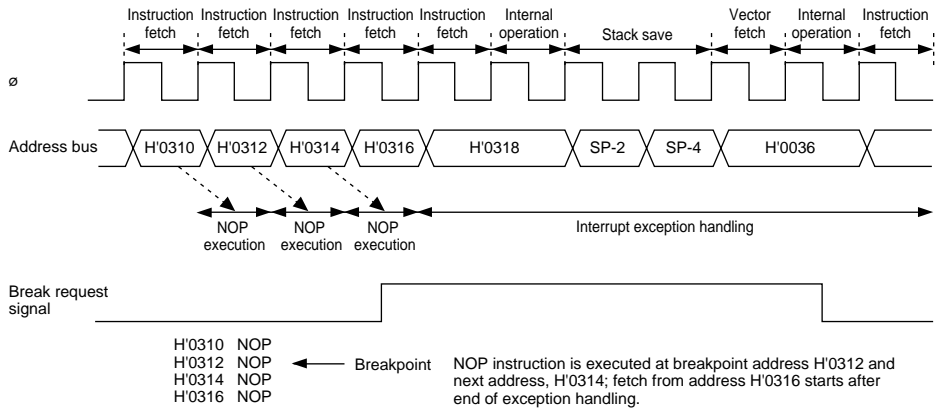 Instruction fetch
Instruction fetch
Instruction fetch
Instruction fetch
Instruction fetch
Internal operation
Stack save
Vector fetch
Internal operation
Instruction fetch
ø
Address bus
H'0310
H'0312
H'0314
H'0316
H'0318
SP-2
SP-4
H'0036
NOP execution
NOP execution
NOP execution
Interrupt exception handling
Break request
signal
H'0310 NOP
H'0312 NOP
H'0314 NOP
H'0316 NOP
Breakpoint
NOP instruction is executed at breakpoint address H'0312 and
next address, H'0314; fetch from address H'0316 starts after
end of exception handling.